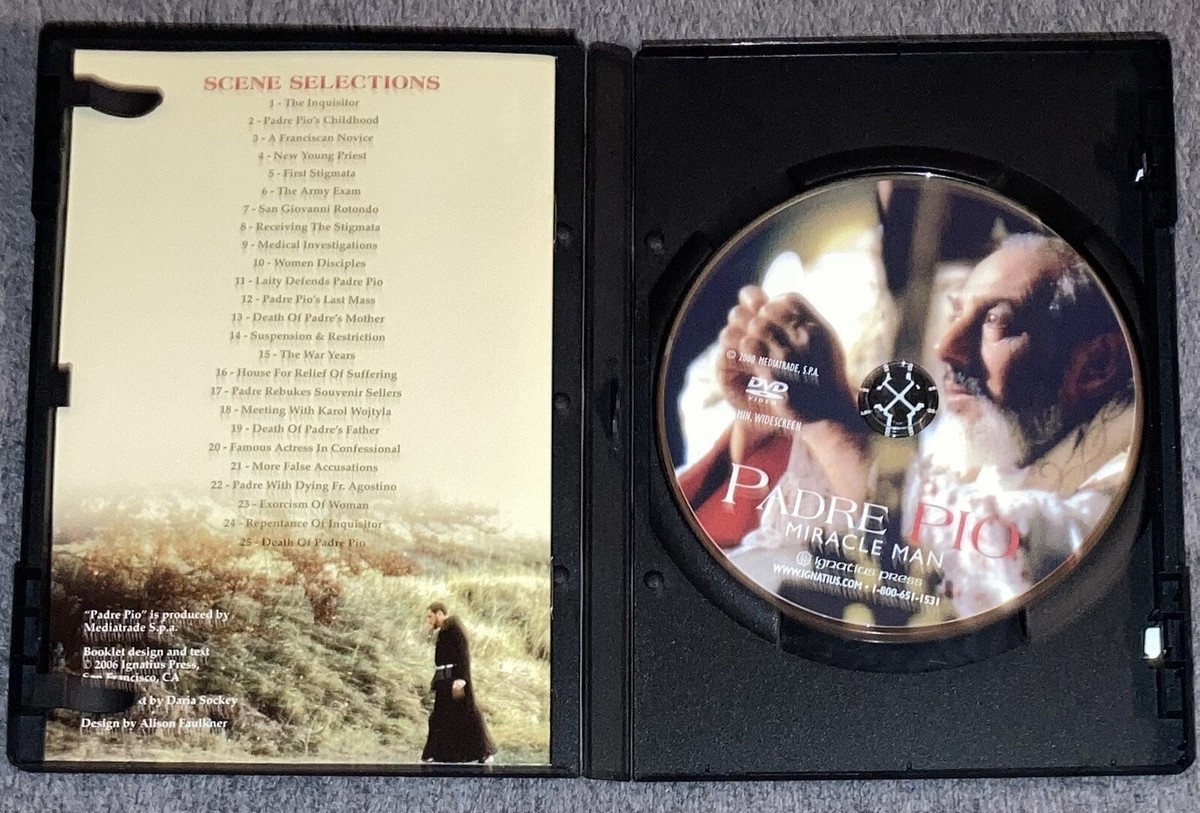 SCENE SELECTIONS
1 - The Inquisitor
2 - Padre Pio's Childhood
3 - A Franciscan Novice
4 - New Young Priest
5 - First Stigmata
6 - The Army Exam
7 - San Giovanni Rotondo
8 - Receiving The Stigmata
9 - Medical Investigations
10 - Women Disciples
11 - Laity Defends Padre Pio
12 - Padre Pio's Last Mass
13 - Death Of Padre's Mother
14 - Suspension & Restriction
15 - The War Years
16 - House For Relief Of Suffering
17 - Padre Rebukes Souvenir Sellers
18 - Meeting With Karol Wojtyla
19 - Death Of Padre's Father
20 - Famous Actress In Confessional
21 - More False Accusations
22 - Padre With Dying Fr. Agostino
23 - Exorcism Of Woman
24 - Repentance Of Inquisitor
25 - Death Of Padre Pio
"Padre Pio" is produced by
Mediatrade S.p.a.
Booklet design and text
© 2006 Ignatius Press,
San Francisco, CA
by Daria Sockey
Design by Alison Faulkner
© 2000 MEDIATRADE, S.P.A.
DVD
VIDEO
MIN, WIDESCREEN
PADRE PIO
MIRACLE MAN
ignatius press
WWW.IGNATIUS.COM • 1-800-651-1531